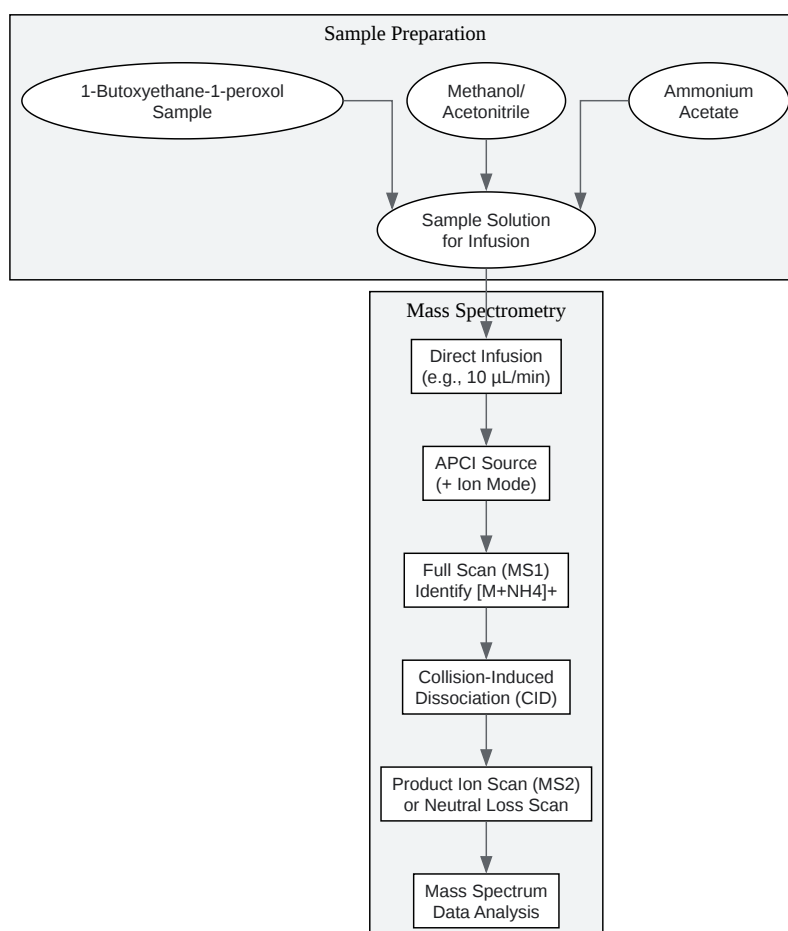 Sample Preparation
1-Butoxyethane-1-peroxol
Sample
Methanol/
Acetonitrile
Ammonium
Acetate
Sample Solution
for Infusion
Mass Spectrometry
Direct Infusion
(e.g., 10 µL/min)
APCI Source
(+ Ion Mode)
Full Scan (MS1)
Identify [M+NH4]+
Collision-Induced
Dissociation (CID)
Product Ion Scan (MS2)
or Neutral Loss Scan
Mass Spectrum
Data Analysis